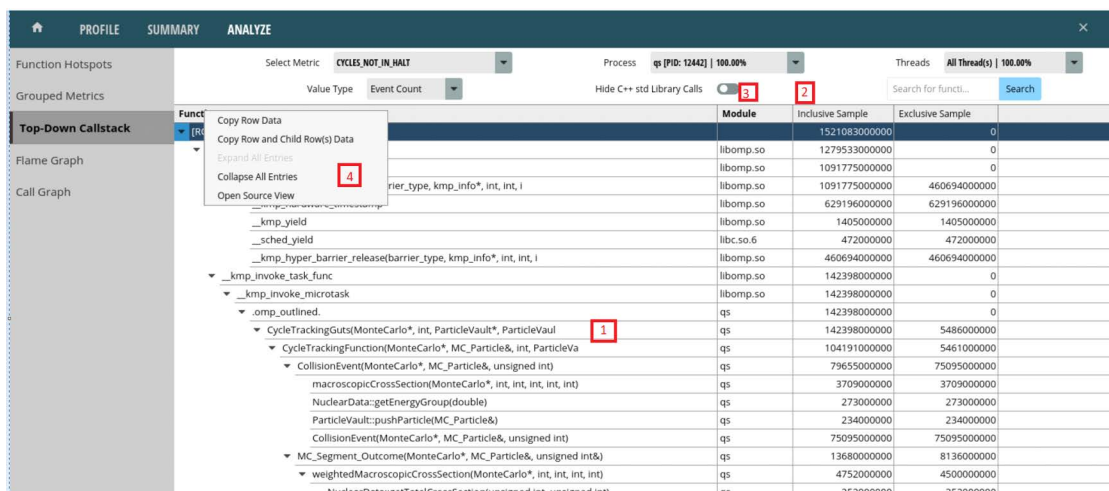 PROFILE SUMMARY ANALYZE ×
Function Hotspots
Grouped Metrics
Top-Down Callstack
Flame Graph
Call Graph
Select Metric CYCLES_NOT_IN_HALT Process qs [PID: 12442] | 100.00% Threads All Thread(s) | 100.00%
Value Type Event Count Hide C++ std Library Calls 3 2 Search for functi... Search
Funct Module Inclusive Sample Exclusive Sample
Copy Row Data
Copy Row and Child Row(s) Data
Expand All Entries
Collapse All Entries 4
Open Source View
[RO 1521083000000 0
libomp.so 1279533000000 0
libomp.so 1091775000000 0
rier_type, kmp_info*, int, int, i libomp.so 1091775000000 460694000000
libomp.so 629196000000 629196000000
__kmp_yield libomp.so 1405000000 1405000000
__sched_yield libc.so.6 472000000 472000000
__kmp_hyper_barrier_release(barrier_type, kmp_info*, int, int, i libomp.so 460694000000 460694000000
__kmp_invoke_task_func libomp.so 142398000000 0
__kmp_invoke_microtask libomp.so 142398000000 0
.omp_outlined. qs 142398000000 0
CycleTrackingGuts(MonteCarlo*, int, ParticleVault*, ParticleVaul 1 qs 142398000000 5486000000
CycleTrackingFunction(MonteCarlo*, MC_Particle&, int, ParticleVa qs 104191000000 5461000000
CollisionEvent(MonteCarlo*, MC_Particle&, unsigned int) qs 79655000000 75095000000
macroscopicCrossSection(MonteCarlo*, int, int, int, int, int) qs 3709000000 3709000000
NuclearData::getEnergyGroup(double) qs 273000000 273000000
ParticleVault::pushParticle(MC_Particle&) qs 234000000 234000000
CollisionEvent(MonteCarlo*, MC_Particle&, unsigned int) qs 75095000000 75095000000
MC_Segment_Outcome(MonteCarlo*, MC_Particle&, unsigned int&) qs 13680000000 8136000000
weightedMacroscopicCrossSection(MonteCarlo*, int, int, int, int) qs 4752000000 4500000000